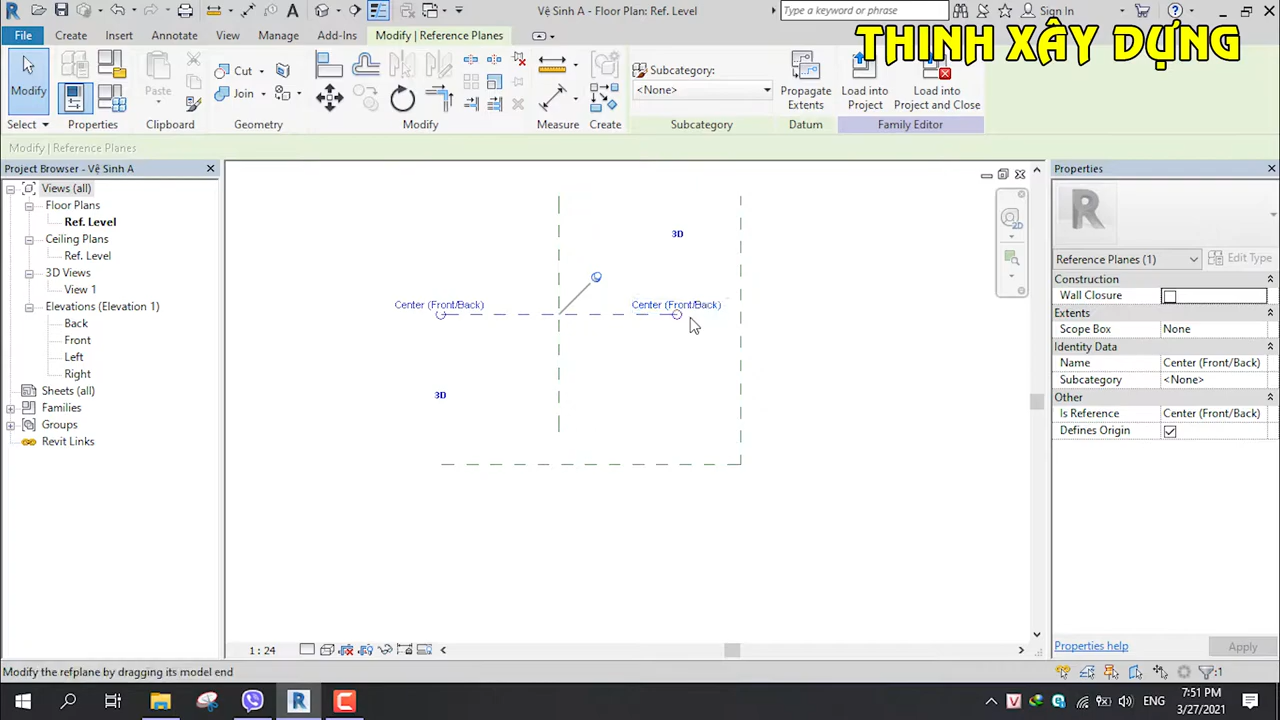 Vệ Sinh A - Floor Plan: Ref. Level
Type a keyword or phrase
Sign In
THỊNH XÂY DỰNG
File
Create
Insert
Annotate
View
Manage
Add-Ins
Modify | Reference Planes
Modify
Select
Properties
Paste
Clipboard
Cut
Join
Geometry
Modify
Measure
Create
Subcategory:
<None>
Subcategory
Propagate
Extents
Datum
Load into
Project
Load into
Project and Close
Family Editor
Modify | Reference Planes
Project Browser - Vệ Sinh A
Views (all)
Floor Plans
Ref. Level
Ceiling Plans
Ref. Level
3D Views
View 1
Elevations (Elevation 1)
Back
Front
Left
Right
Sheets (all)
Families
Groups
Revit Links
3D
Center (Front/Back)
Center (Front/Back)
3D
2D
Properties
Reference Planes (1)
Edit Type
Construction
Wall Closure
Extents
Scope Box None
Identity Data
Name Center (Front/Back)
Subcategory <None>
Other
Is Reference Center (Front/Back)
Defines Origin
Properties help
Apply
1 : 24
Modify the refplane by dragging its model end
:1
ENG
7:51 PM
3/27/2021